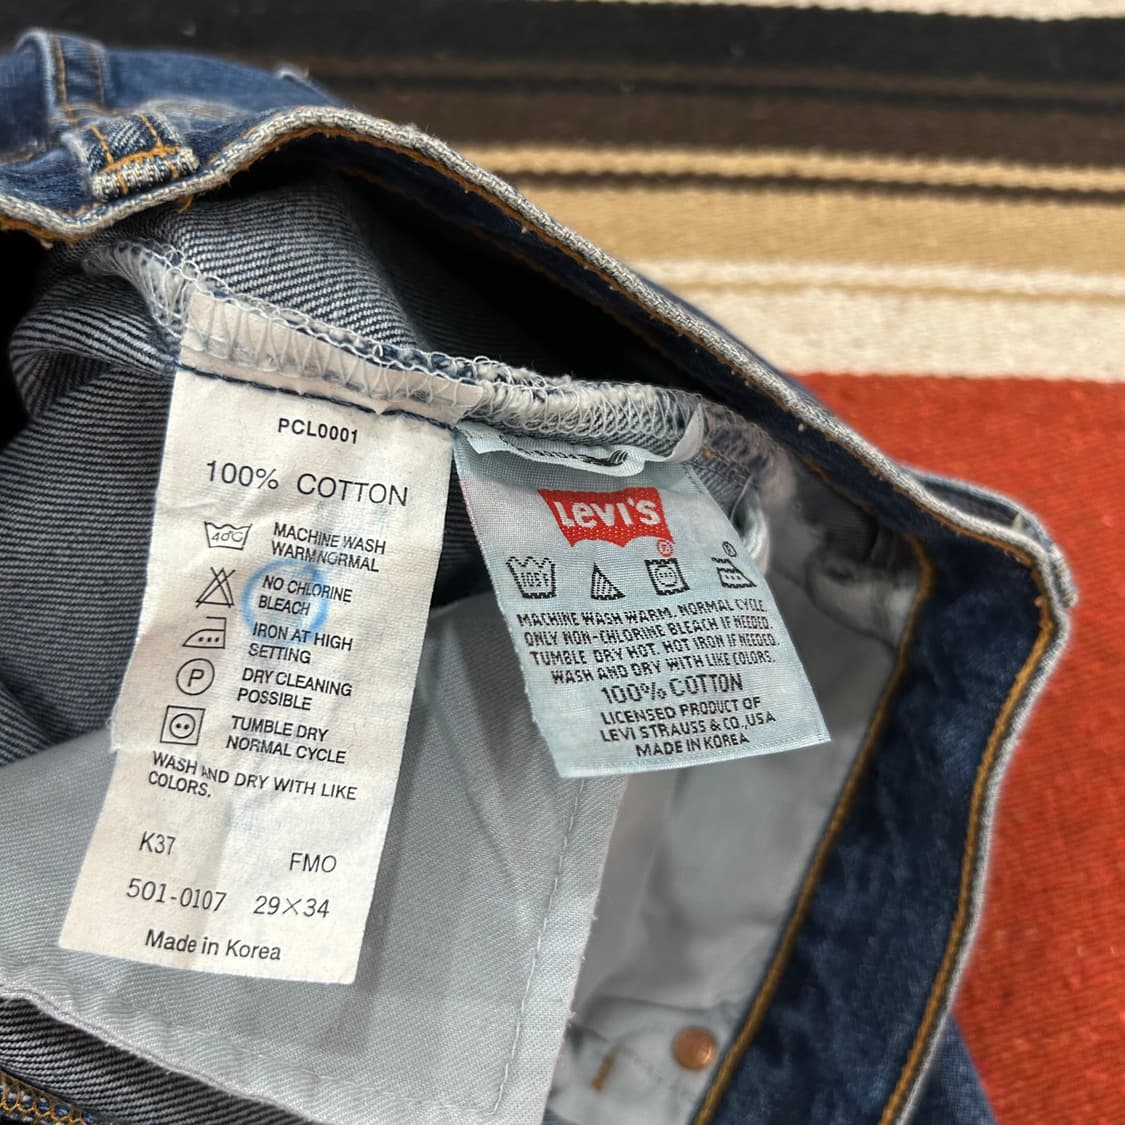 PCL0001
100% COTTON
40°C
MACHINE WASH
WARM NORMAL
NO CHLORINE
BLEACH
IRON AT HIGH
SETTING
P
DRY CLEANING
POSSIBLE
TUMBLE DRY
NORMAL CYCLE
WASH AND DRY WITH LIKE
COLORS.
K37
FMO
501-0107 29×34
Made in Korea
LEVI'S
®
105F
MACHINE WASH WARM. NORMAL CYCLE.
ONLY NON-CHLORINE BLEACH IF NEEDED.
TUMBLE DRY HOT. HOT IRON IF NEEDED.
WASH AND DRY WITH LIKE COLORS.
100% COTTON
LICENSED PRODUCT OF
LEVI STRAUSS & CO., USA
MADE IN KOREA